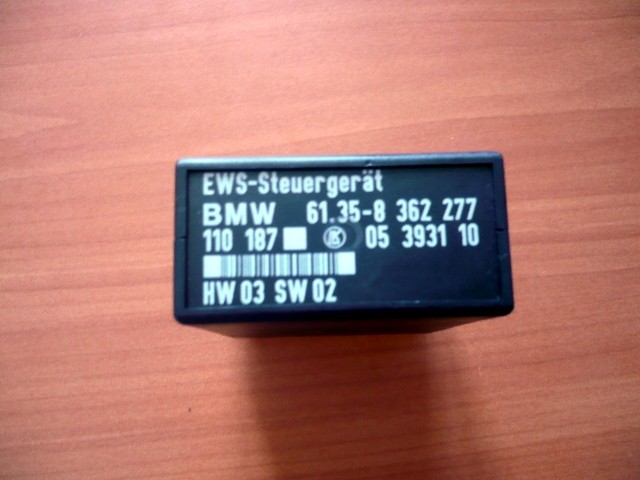 EWS-Steuergerät
BMW 61.35-8 362 277
110 187 05 3931 10
HW 03 SW 02